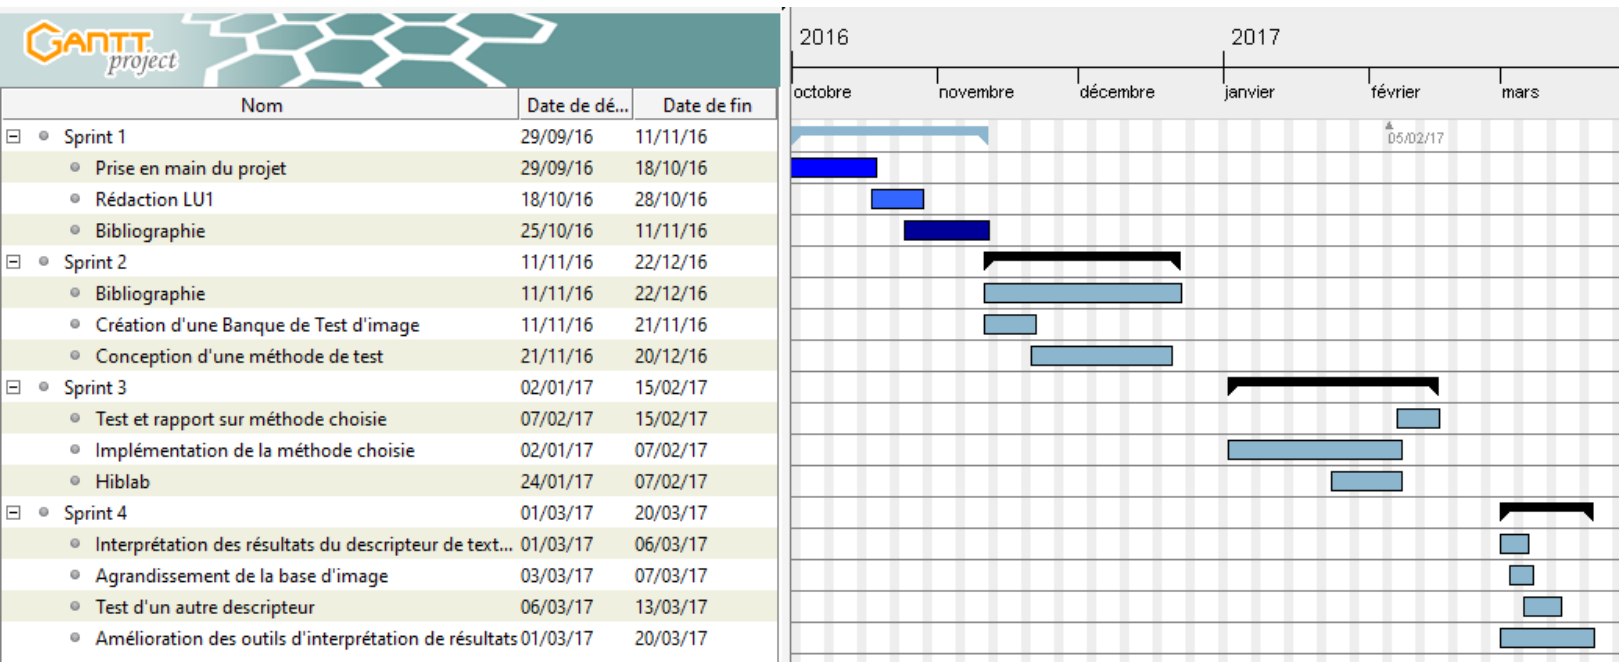 GANTT
project
2016 2017
octobre novembre décembre janvier février mars
Nom Date de dé... Date de fin
Sprint 1 29/09/16 11/11/16
05/02/17
Prise en main du projet 29/09/16 18/10/16
Rédaction LU1 18/10/16 28/10/16
Bibliographie 25/10/16 11/11/16
Sprint 2 11/11/16 22/12/16
Bibliographie 11/11/16 22/12/16
Création d'une Banque de Test d'image 11/11/16 21/11/16
Conception d'une méthode de test 21/11/16 20/12/16
Sprint 3 02/01/17 15/02/17
Test et rapport sur méthode choisie 07/02/17 15/02/17
Implémentation de la méthode choisie 02/01/17 07/02/17
Hiblab 24/01/17 07/02/17
Sprint 4 01/03/17 20/03/17
Interprétation des résultats du descripteur de text... 01/03/17 06/03/17
Agrandissement de la base d'image 03/03/17 07/03/17
Test d'un autre descripteur 06/03/17 13/03/17
Amélioration des outils d'interprétation de résultats 01/03/17 20/03/17